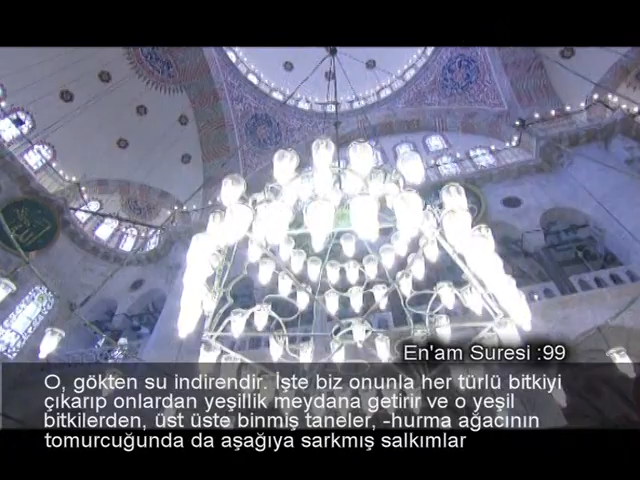 En'am Suresi :99
O, gökten su indirendir. İşte biz onunla her türlü bitkiyi
çıkarıp onlardan yeşillik meydana getirir ve o yeşil
bitkilerden, üst üste binmiş taneler, -hurma ağacının
tomurcuğunda da aşağıya sarkmış salkımlar